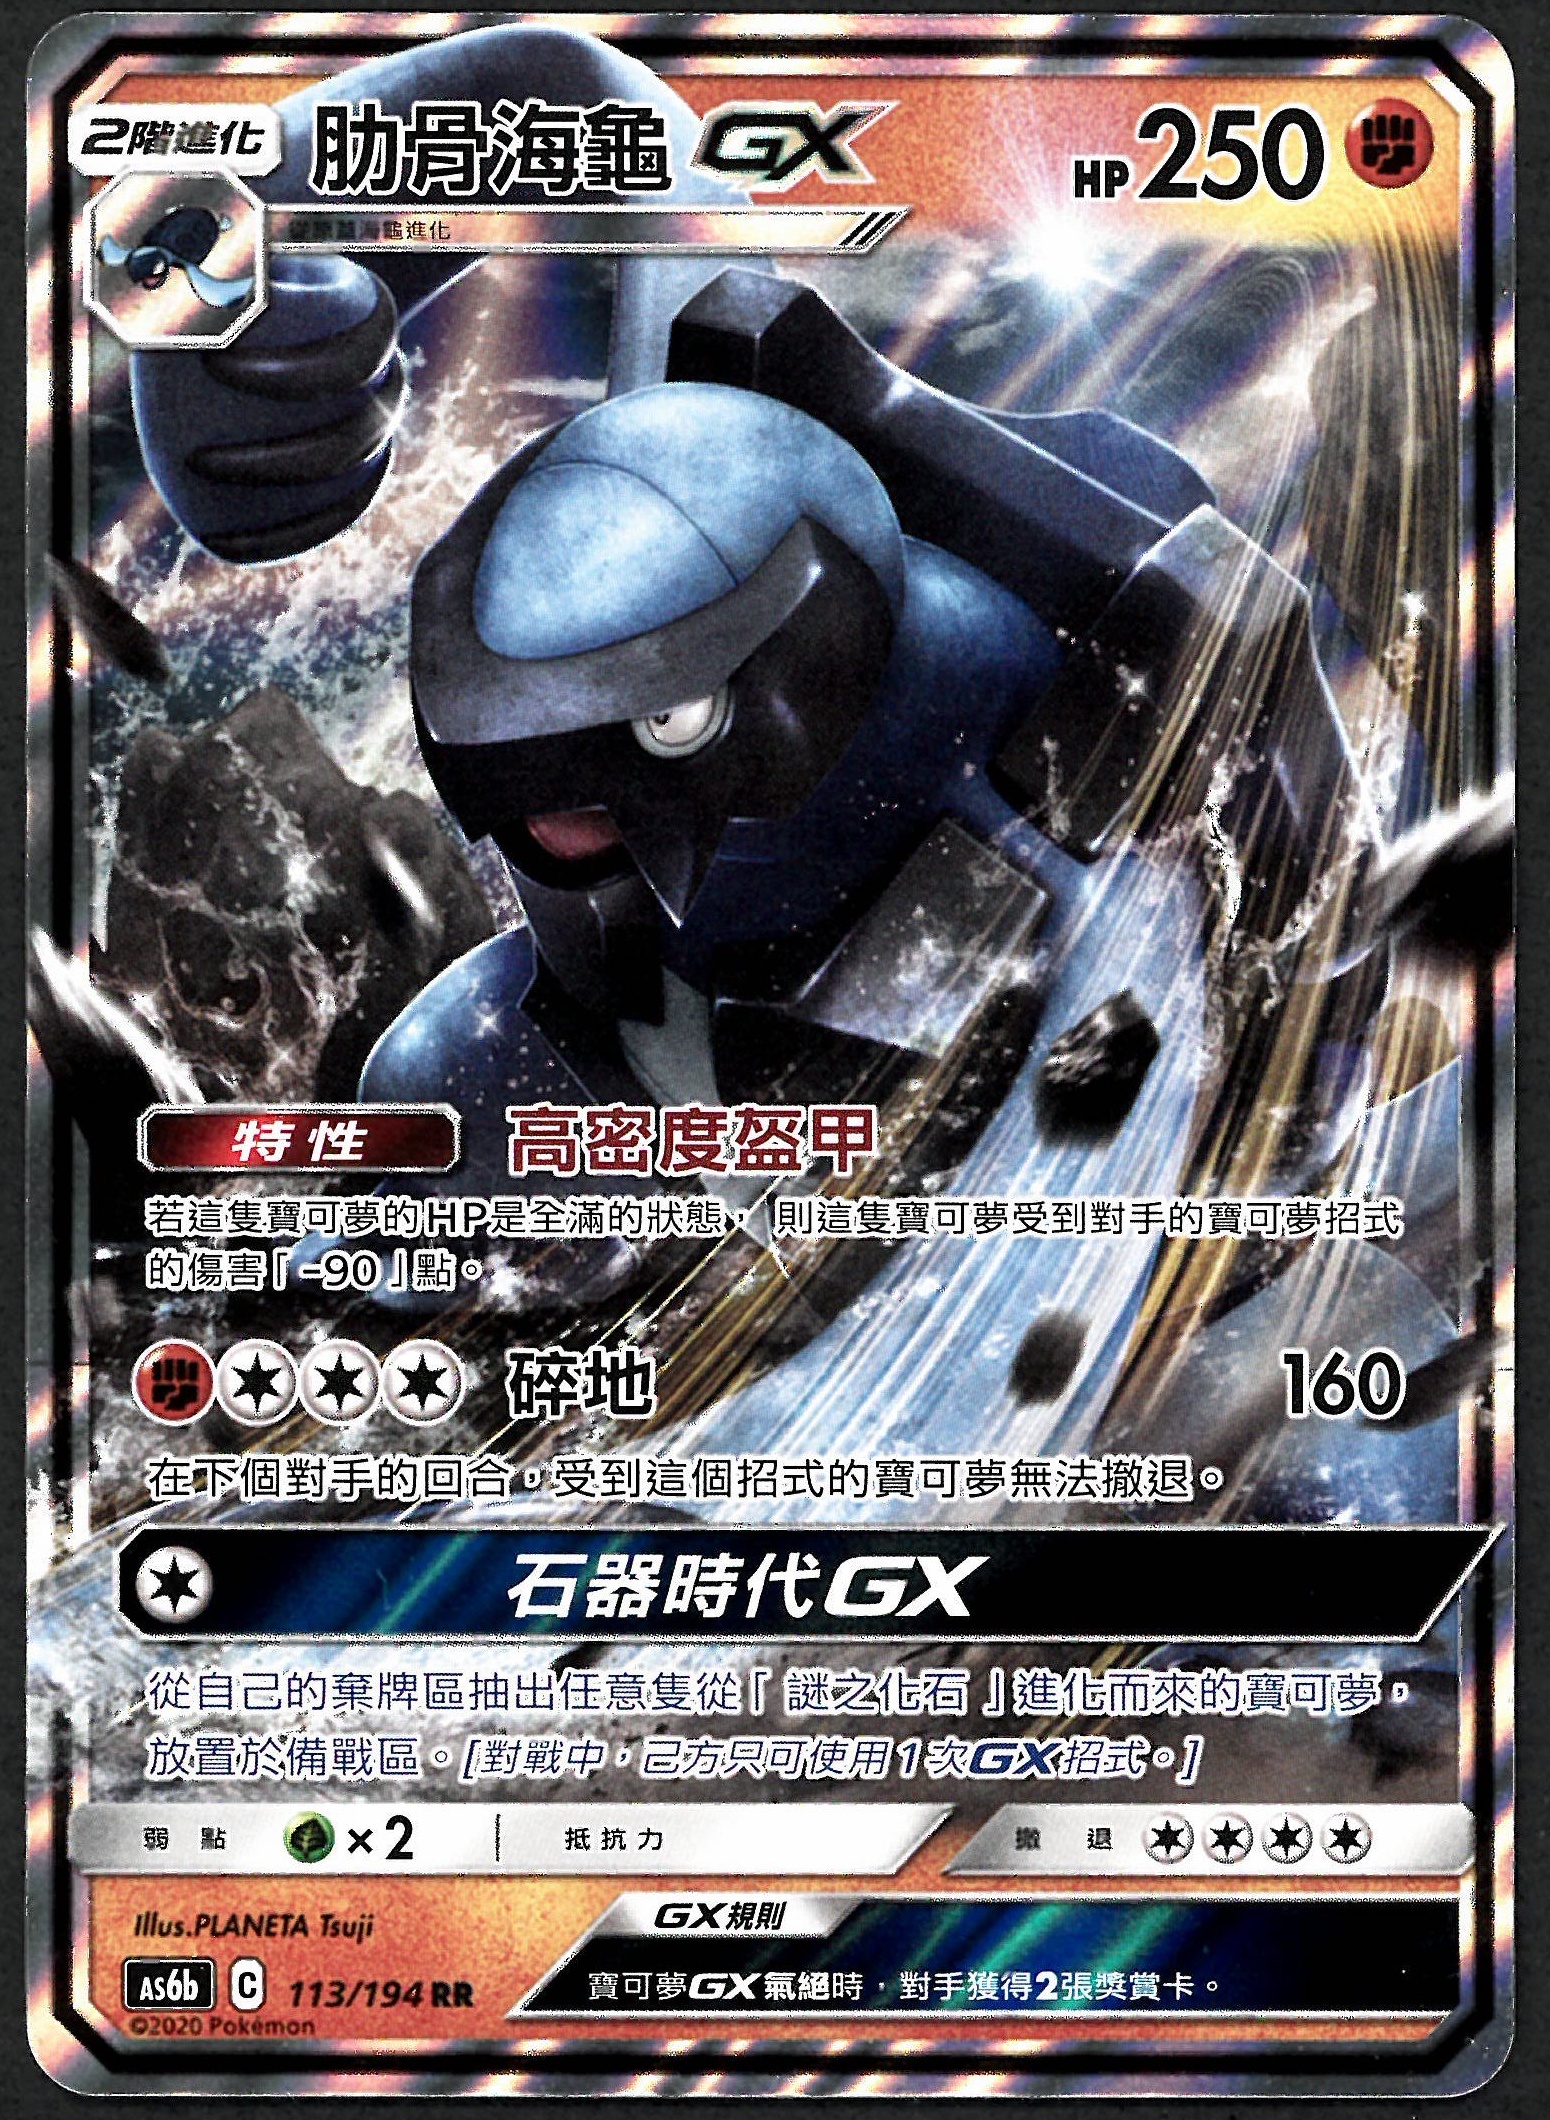 2階進化
肋骨海龜GX
HP250
從原蓋海龜進化
特性
高密度盔甲
若這隻寶可夢的HP是全滿的狀態，則這隻寶可夢受到對手的寶可夢招式
的傷害「-90」點。
碎地
160
在下個對手的回合，受到這個招式的寶可夢無法撤退。
石器時代GX
從自己的棄牌區抽出任意隻從「謎之化石」進化而來的寶可夢，
放置於備戰區。[對戰中，己方只可使用1次GX招式。]
弱點 ×2 抵抗力 撤退
Illus.PLANETA Tsuji
GX規則
寶可夢GX氣絕時，對手獲得2張獎賞卡。
AS6b C 113/194 RR
©2020 Pokémon